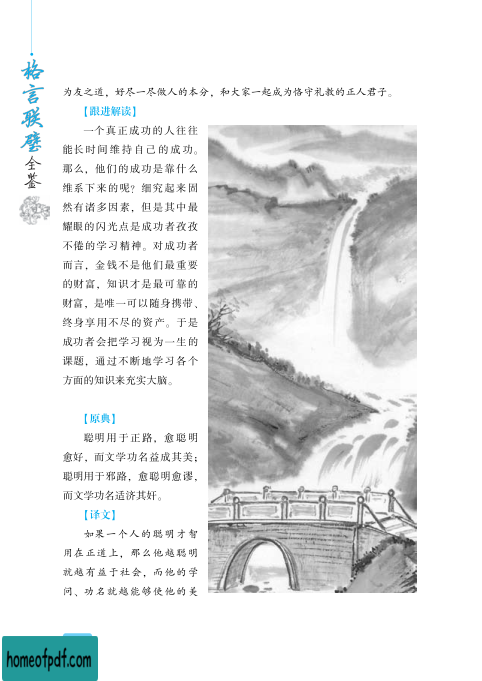 格言联璧
全鉴
为友之道，好尽一尽做人的本分，和大家一起成为恪守礼教的正人君子。
【跟进解读】
一个真正成功的人往往
能长时间维持自己的成功。
那么，他们的成功是靠什么
维系下来的呢？细究起来固
然有诸多因素，但是其中最
耀眼的闪光点是成功者孜孜
不倦的学习精神。对成功者
而言，金钱不是他们最重要
的财富，知识才是最可靠的
财富，是唯一可以随身携带、
终身享用不尽的资产。于是
成功者会把学习视为一生的
课题，通过不断地学习各个
方面的知识来充实大脑。
【原典】
聪明用于正路，愈聪明
愈好，而文学功名益成其美；
聪明用于邪路，愈聪明愈谬，
而文学功名适济其奸。
【译文】
如果一个人的聪明才智
用在正道上，那么他越聪明
就越有益于社会，而他的学
问、功名就越能够使他的美
homeofpdf.com